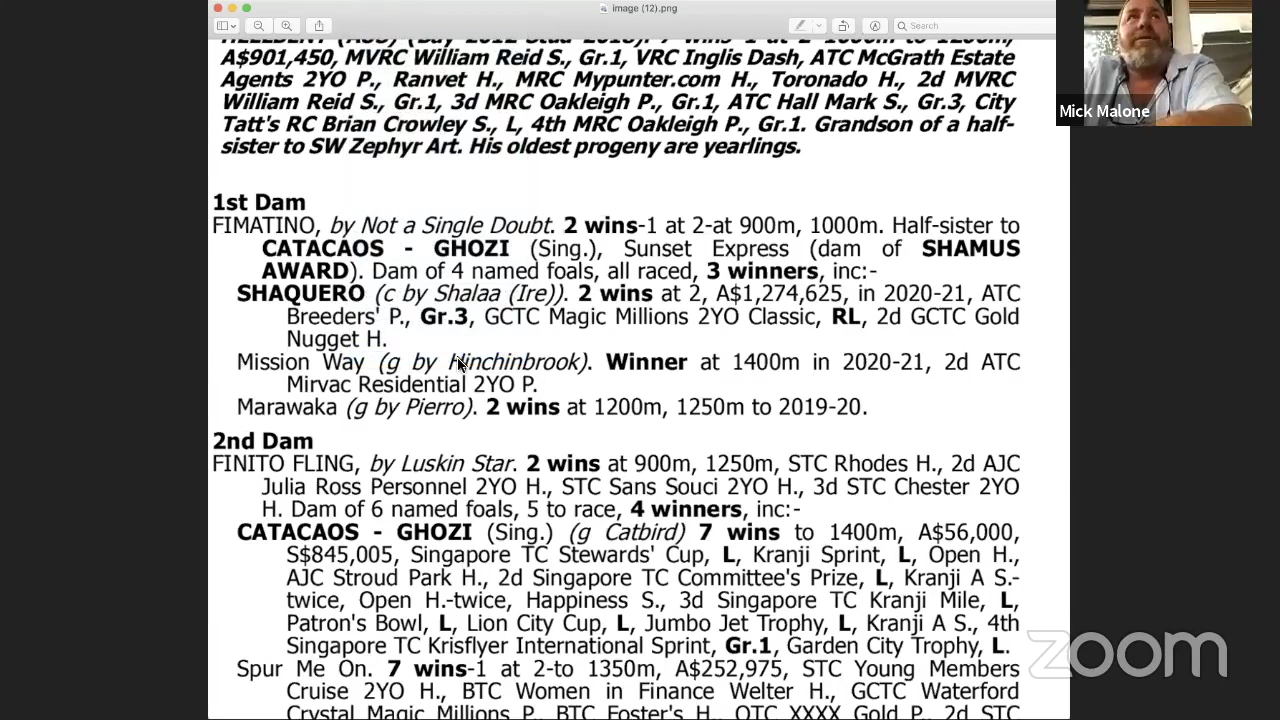 image (12).png
Search
A$901,450, MVRC William Reid S., Gr.1, VRC Inglis Dash, ATC McGrath Estate
Agents 2YO P., Ranvet H., MRC Mypunter.com H., Toronado H., 2d MVRC
William Reid S., Gr.1, 3d MRC Oakleigh P., Gr.1, ATC Hall Mark S., Gr.3, City
Tatt's RC Brian Crowley S., L, 4th MRC Oakleigh P., Gr.1. Grandson of a half-
sister to SW Zephyr Art. His oldest progeny are yearlings.
Mick Malone
1st Dam
FIMATINO, by Not a Single Doubt. 2 wins-1 at 2-at 900m, 1000m. Half-sister to
CATACAOS - GHOZI (Sing.), Sunset Express (dam of SHAMUS
AWARD). Dam of 4 named foals, all raced, 3 winners, inc:-
SHAQUERO (c by Shalaa (Ire)). 2 wins at 2, A$1,274,625, in 2020-21, ATC
Breeders' P., Gr.3, GCTC Magic Millions 2YO Classic, RL, 2d GCTC Gold
Nugget H.
Mission Way (g by Hinchinbrook). Winner at 1400m in 2020-21, 2d ATC
Mirvac Residential 2YO P.
Marawaka (g by Pierro). 2 wins at 1200m, 1250m to 2019-20.
2nd Dam
FINITO FLING, by Luskin Star. 2 wins at 900m, 1250m, STC Rhodes H., 2d AJC
Julia Ross Personnel 2YO H., STC Sans Souci 2YO H., 3d STC Chester 2YO
H. Dam of 6 named foals, 5 to race, 4 winners, inc:-
CATACAOS - GHOZI (Sing.) (g Catbird) 7 wins to 1400m, A$56,000,
S$845,005, Singapore TC Stewards' Cup, L, Kranji Sprint, L, Open H.,
AJC Stroud Park H., 2d Singapore TC Committee's Prize, L, Kranji A S.-
twice, Open H.-twice, Happiness S., 3d Singapore TC Kranji Mile, L,
Patron's Bowl, L, Lion City Cup, L, Jumbo Jet Trophy, L, Kranji A S., 4th
Singapore TC Krisflyer International Sprint, Gr.1, Garden City Trophy, L.
Spur Me On. 7 wins-1 at 2-to 1350m, A$252,975, STC Young Members
Cruise 2YO H., BTC Women in Finance Welter H., GCTC Waterford
Crystal Magic Millions P., BTC Foster's H., QTC XXXX Gold P., 2d STC
zoom